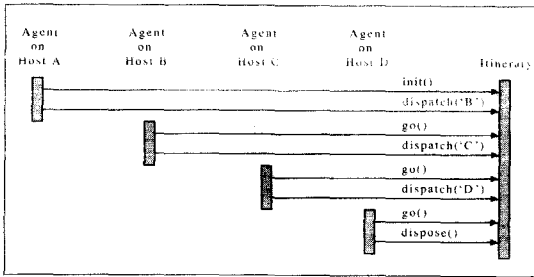 Agent
on
Host A
Agent
on
Host B
Agent
on
Host C
Agent
on
Host D
Itinerary
init()
dispatch('B')
go()
dispatch('C')
go()
dispatch('D')
go()
dispose()